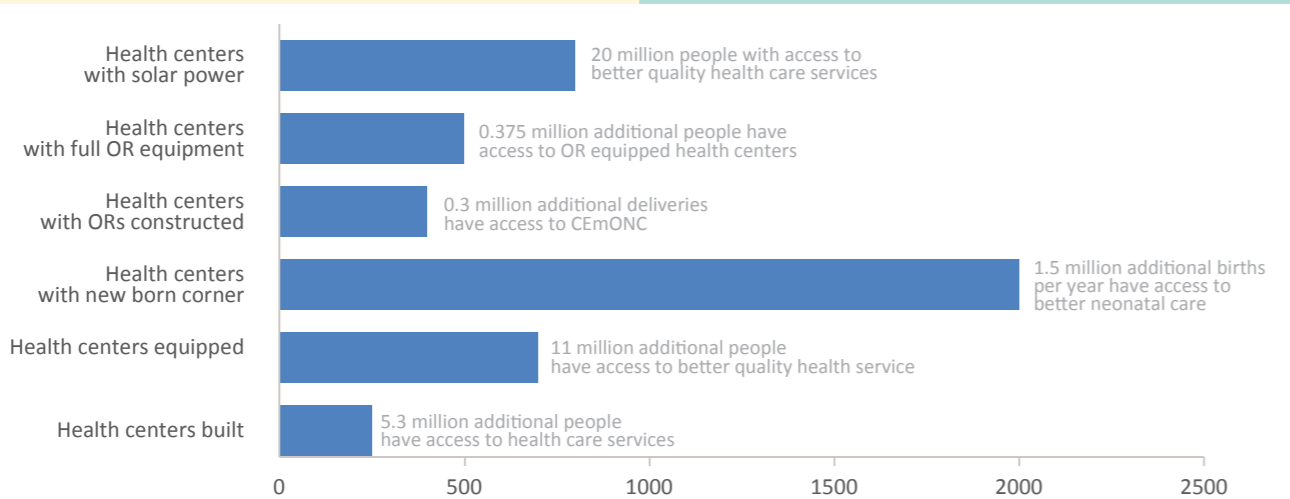 Health centers
with solar power
20 million people with access to
better quality health care services
Health centers
with full OR equipment
0.375 million additional people have
access to OR equipped health centers
Health centers
with ORs constructed
0.3 million additional deliveries
have access to CEmONC
Health centers
with new born corner
1.5 million additional births
per year have access to
better neonatal care
Health centers equipped
11 million additional people
have access to better quality health service
Health centers built
5.3 million additional people
have access to health care services
0 500 1000 1500 2000 2500